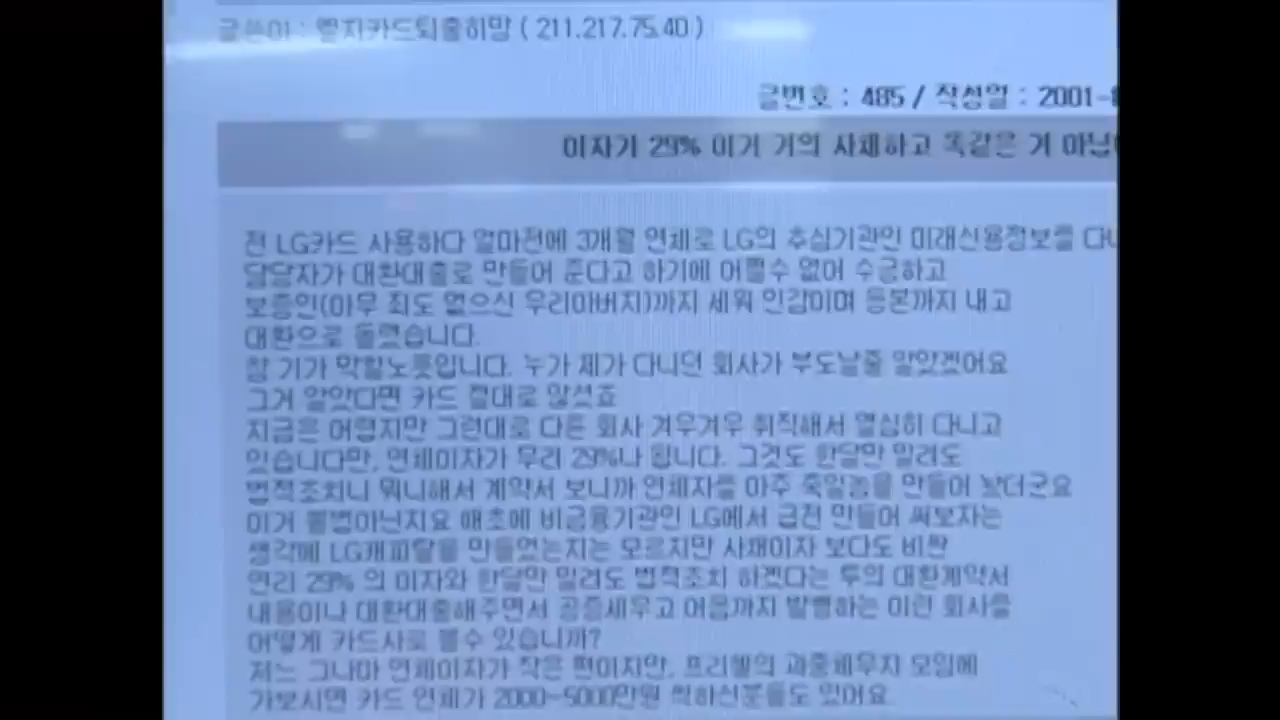 글쓴이 : 엘지카드퇴출희망 ( 211.217.75.40 )
글번호 : 485 / 작성일 : 2001-8
이자가 29% 이거 거의 사채하고 똑같은 거 아닙
전 LG카드 사용하다 얼마전에 3개월 연체로 LG의 추심기관인 미래신용정보를 다니
담당자가 대환대출로 만들어 준다고 하기에 어쩔수 없어 수긍하고
보증인(아무 죄도 없으신 우리아버지)까지 세워 인감이며 등본까지 내고
대환으로 돌렸습니다.
참 기가 막힐노릇입니다. 누가 제가 다니던 회사가 부도날줄 알았겠어요
그거 알았다면 카드 절대로 않썼죠
지금은 어렵지만 그런대로 다른 회사 겨우겨우 취직해서 열심히 다니고
있습니다만, 연체이자가 무려 29%나 됩니다. 그것도 한달만 밀려도
법적조치니 뭐니해서 계약서 보니까 연체자를 아주 죽일놈을 만들어 놨더군요
이거 불법아닌지요 애초에 비금융기관인 LG에서 급전 만들어 써보자는
생각에 LG캐피탈을 만들었는지는 모르지만 사채이자 보다도 비싼
연리 29% 의 이자와 한달만 밀려도 법적조치 하겠다는 투의 대환계약서
내용이나 대환대출해주면서 공증세우고 어음까지 발행하는 이런 회사를
어떻게 카드사로 볼수 있습니까?
저는 그나마 연체이자가 작은 편이지만, 프리첼의 과중채무자 모임에
가보시면 카드 연체가 2000~5000만원 씩하신분들도 있어요